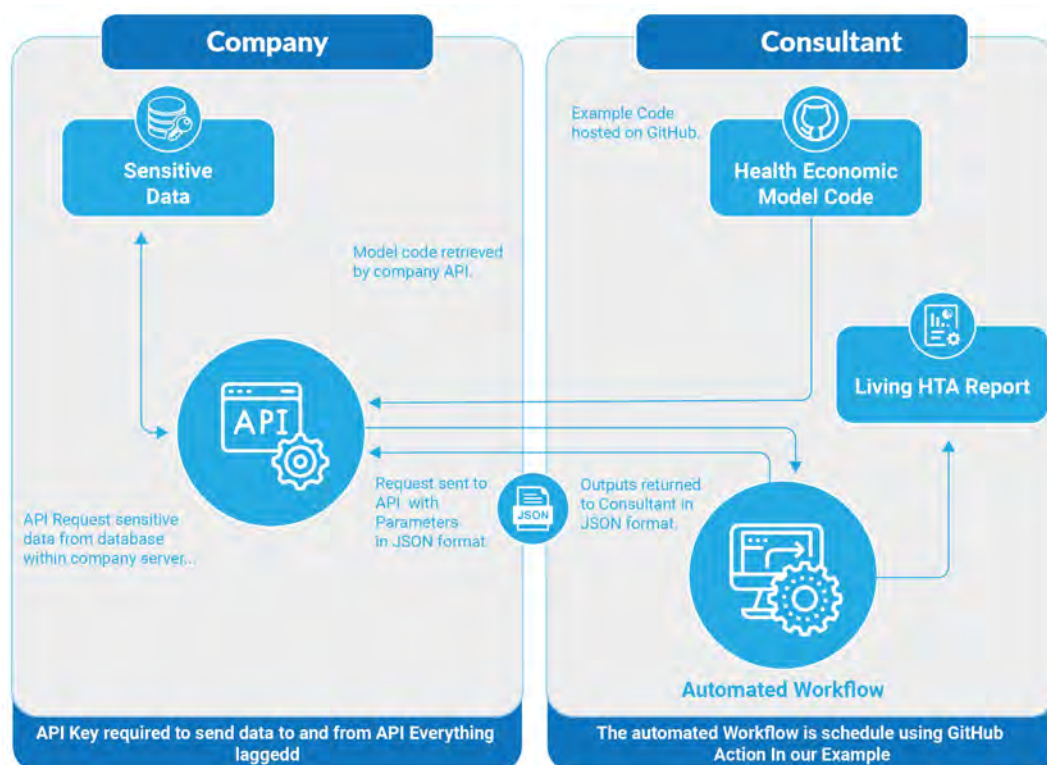 Company
Sensitive
Data
Model code retrieved
by company API.
API
API Request sensitive
data from database
within company server...
Request sent to
API with
Parameters
in JSON format
JSON
API Key required to send data to and from API Everything
laggedd
Consultant
Example Code
hosted on GitHub.
Health Economic
Model Code
Living HTA Report
Outputs returned
to Consultant in
JSON format.
Automated Workflow
The automated Workflow is schedule using GitHub
Action In our Example